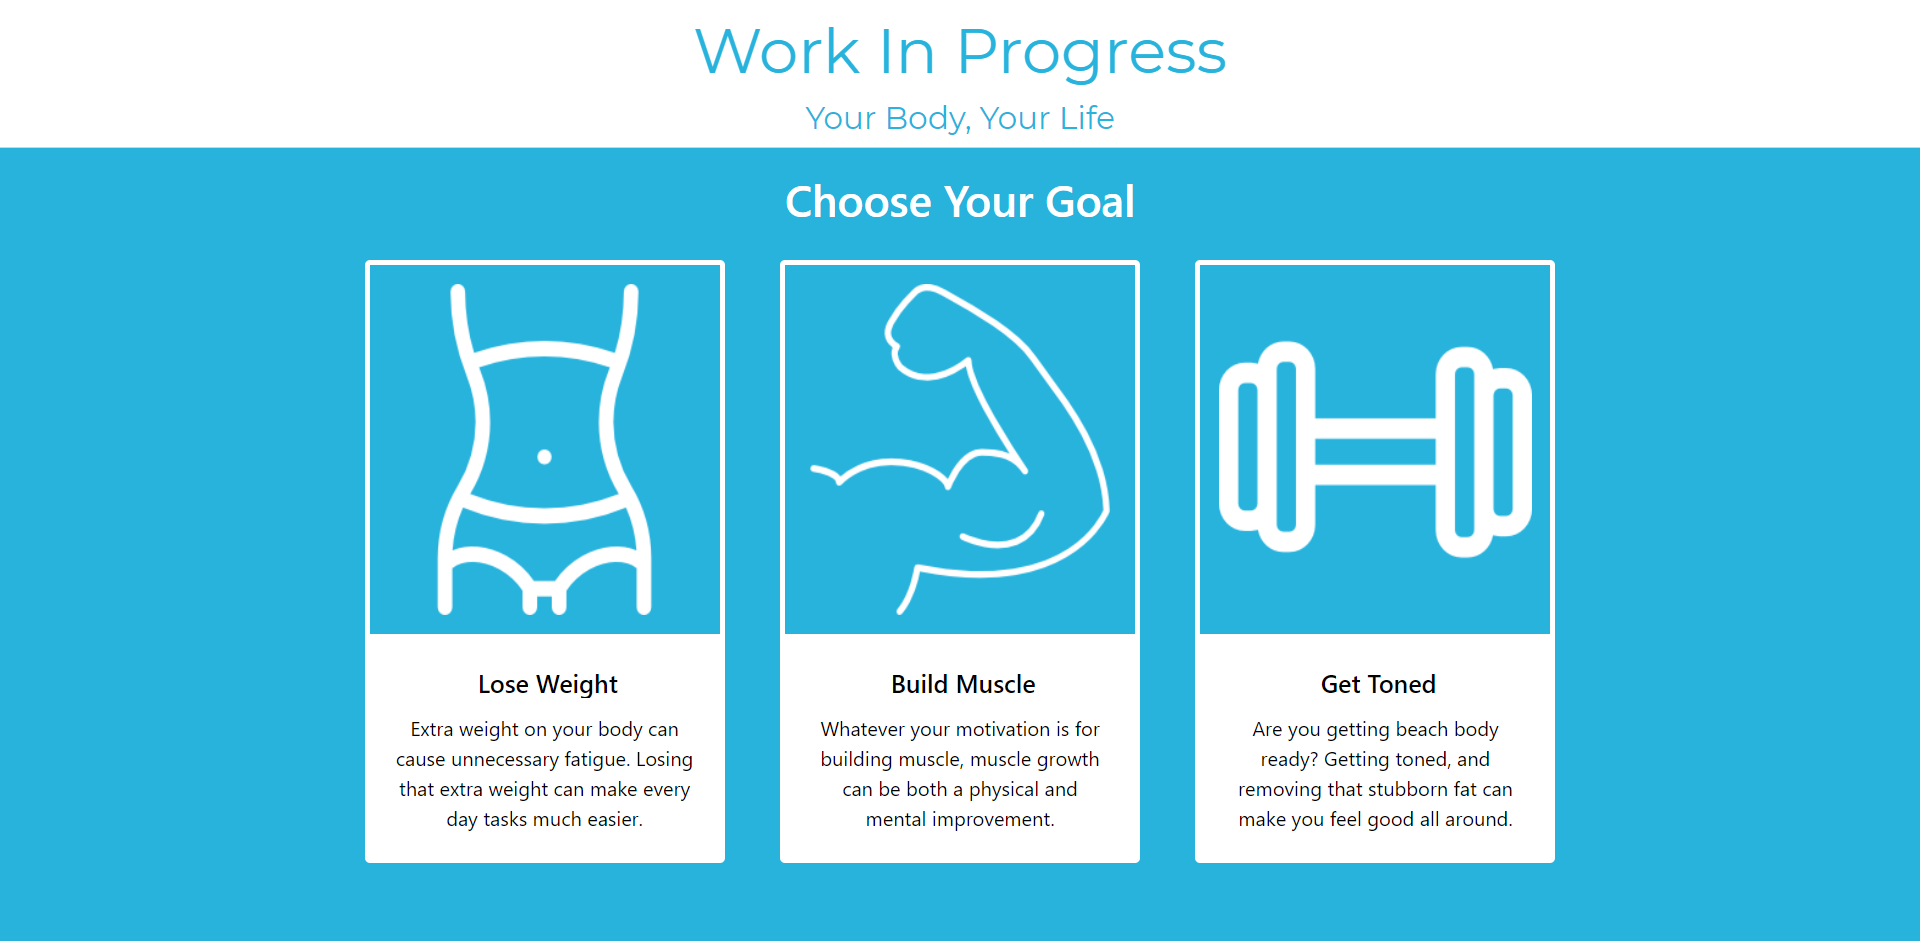 Work In Progress
Your Body, Your Life
Choose Your Goal
Lose Weight
Extra weight on your body can
cause unnecessary fatigue. Losing
that extra weight can make every
day tasks much easier.
Build Muscle
Whatever your motivation is for
building muscle, muscle growth
can be both a physical and
mental improvement.
Get Toned
Are you getting beach body
ready? Getting toned, and
removing that stubborn fat can
make you feel good all around.